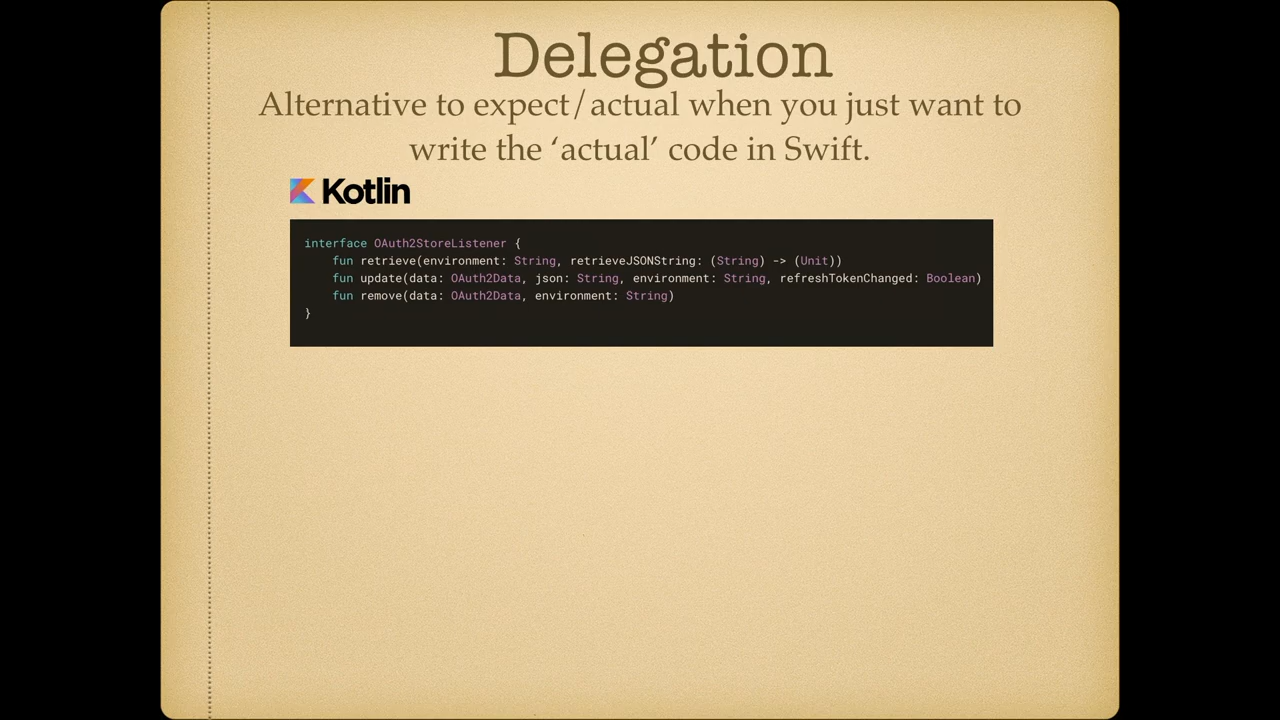 Delegation
Alternative to expect/actual when you just want to
write the ‘actual’ code in Swift.
Kotlin
interface OAuth2StoreListener {
    fun retrieve(environment: String, retrieveJSONString: (String) -> (Unit))
    fun update(data: OAuth2Data, json: String, environment: String, refreshTokenChanged: Boolean)
    fun remove(data: OAuth2Data, environment: String)
}